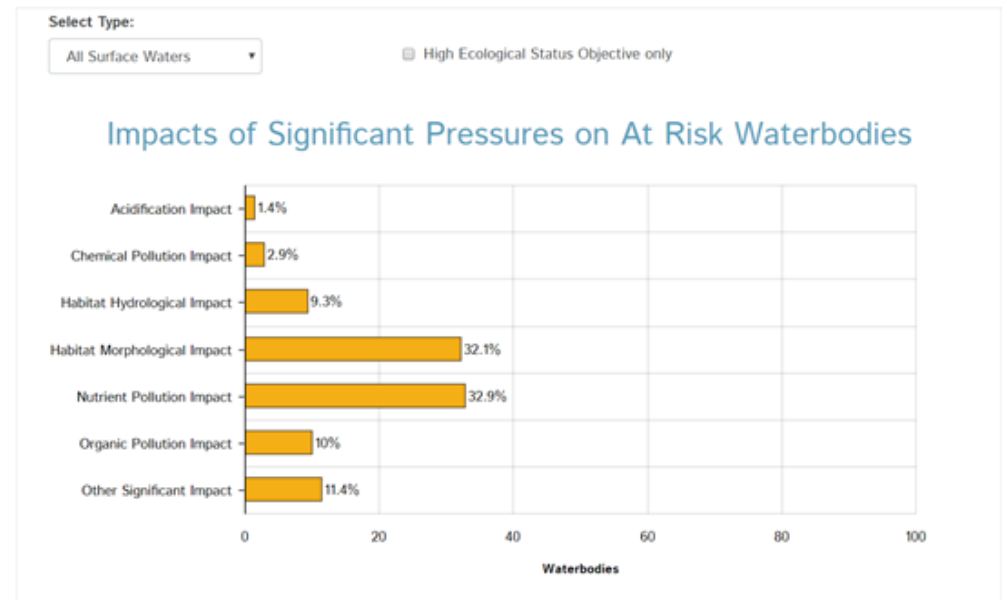 Select Type:
All Surface Waters
High Ecological Status Objective only
Impacts of Significant Pressures on At Risk Waterbodies
Acidification Impact 1.4%
Chemical Pollution Impact 2.9%
Habitat Hydrological Impact 9.3%
Habitat Morphological Impact 32.1%
Nutrient Pollution Impact 32.9%
Organic Pollution Impact 10%
Other Significant Impact 11.4%
0 20 40 60 80 100
Waterbodies